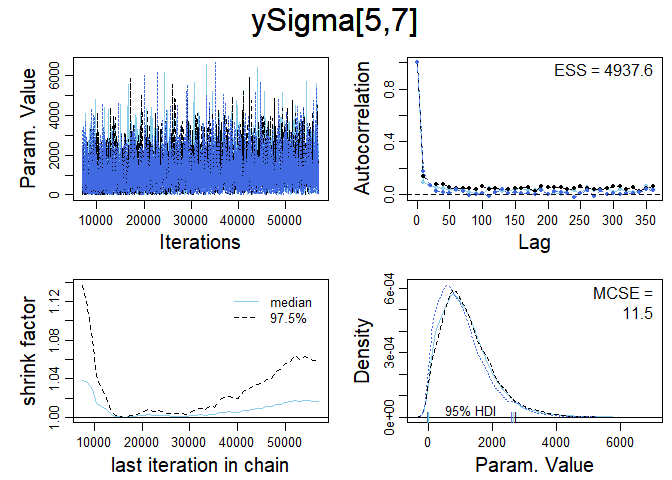 ySigma[5,7]
Param. Value
0 1000 2000 4000 6000
10000 20000 30000 40000 50000
Iterations
Autocorrelation
0.0 0.4 0.8
ESS = 4937.6
0 50 100 150 200 250 300 350
Lag
shrink factor
1.00 1.04 1.08 1.12
median
97.5%
10000 20000 30000 40000 50000
last iteration in chain
Density
0e+00 3e-04 6e-04
MCSE =
11.5
95% HDI
0 2000 4000 6000
Param. Value